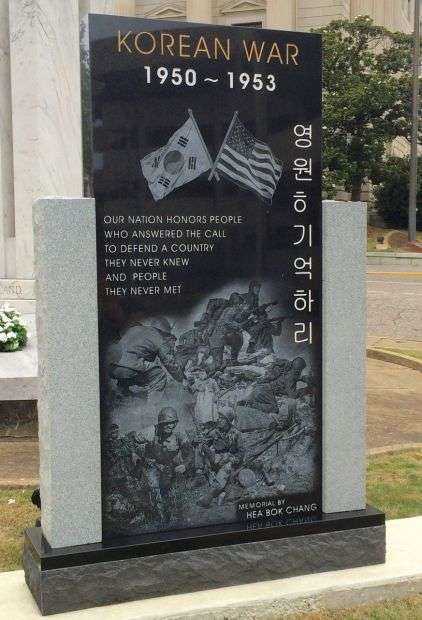 KOREAN WAR
1950 ~ 1953
영원히 기억하리
OUR NATION HONORS PEOPLE
WHO ANSWERED THE CALL
TO DEFEND A COUNTRY
THEY NEVER KNEW
AND PEOPLE
THEY NEVER MET
MEMORIAL BY
HEA BOK CHANG